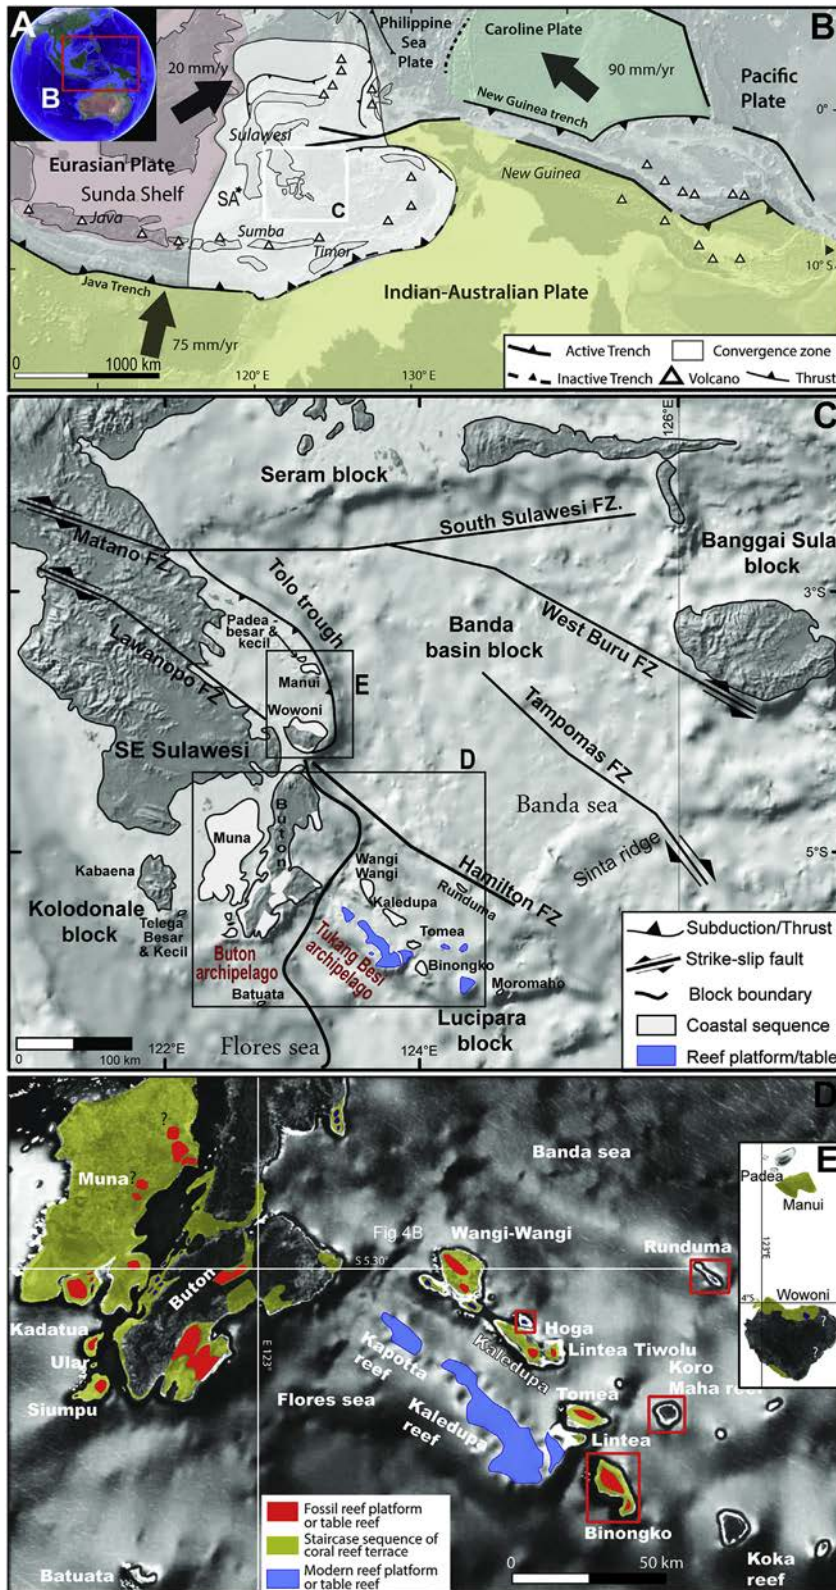 A
B
B
Philippine
Sea
Plate
Caroline Plate
20 mm/yr
90 mm/yr
Pacific
Plate
New Guinea trench
0°
Sulawesi
Eurasian Plate
Sunda Shelf
New Guinea
SA
Java
C
Sumba
Timor
10° S
Java Trench
Indian-Australian Plate
75 mm/yr
0 1000 km
120° E
130° E
Active Trench
Convergence zone
Inactive Trench
Volcano
Thrust
C
126°E
Seram block
South Sulawesi FZ.
Matano FZ
Banggai Sula
block
3°S
Tolo trough
Padea -
besar &
kecil
West Buru FZ
Banda
basin block
Lawanopo FZ
Manui
E
Wowoni
Tampomas FZ
SE Sulawesi
D
Banda sea
Buton
Muna
5°S
Wangi
Wangi
Sinta ridge
Kabaena
Hamilton FZ
Kaledupa
Runduma
Kolodonale
block
Telega
Besar
& Kecil
Tomea
Buton
archipelago
Tukang Besi
archipelago
Binongko
Moromaho
Batuata
Lucipara
block
Flores sea
0 100 km
122°E
124°E
Subduction/Thrust
Strike-slip fault
Block boundary
Coastal sequence
Reef platform/table
D
?
Muna
?
Banda sea
E
Padea
Manui
123°E
Fig 4B
Wangi-Wangi
S 5.30°
Runduma
4°S
Wowoni
?
?
Buton
Kadatua
Hoga
Ular
E 123°
Kapotta
reef
Kaledupa
Lintea Tiwolu
Koro
Maha reef
Siumpu
Flores sea
Tomea
Kaledupa
reef
Lintea
Binongko
Fossil reef platform
or table reef
Staircase sequence of
coral reef terrace
Modern reef platform
or table reef
0 50 km
Batuata
Koka
reef